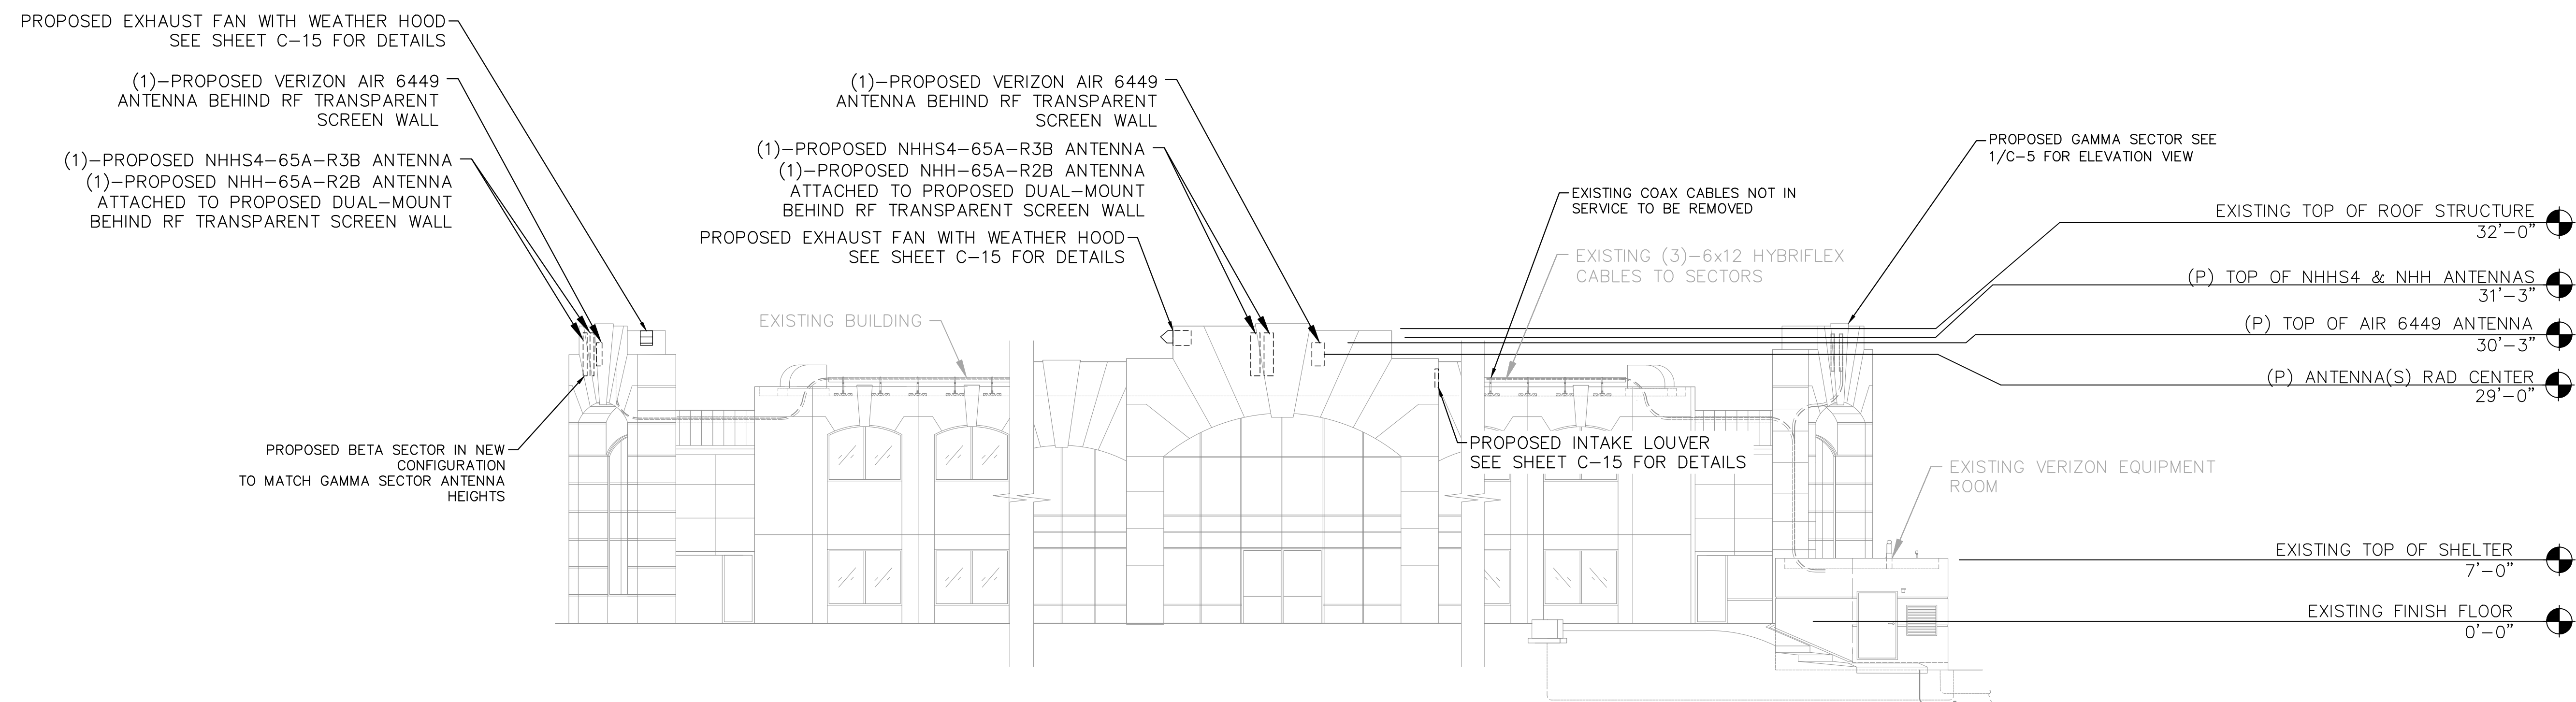 PROPOSED EXHAUST FAN WITH WEATHER HOOD
SEE SHEET C-15 FOR DETAILS
(1)-PROPOSED VERIZON AIR 6449
ANTENNA BEHIND RF TRANSPARENT
SCREEN WALL
(1)-PROPOSED NHHS4-65A-R3B ANTENNA
(1)-PROPOSED NHH-65A-R2B ANTENNA
ATTACHED TO PROPOSED DUAL-MOUNT
BEHIND RF TRANSPARENT SCREEN WALL
PROPOSED BETA SECTOR IN NEW
CONFIGURATION
TO MATCH GAMMA SECTOR ANTENNA
HEIGHTS
(1)-PROPOSED VERIZON AIR 6449
ANTENNA BEHIND RF TRANSPARENT
SCREEN WALL
(1)-PROPOSED NHHS4-65A-R3B ANTENNA
(1)-PROPOSED NHH-65A-R2B ANTENNA
ATTACHED TO PROPOSED DUAL-MOUNT
BEHIND RF TRANSPARENT SCREEN WALL
PROPOSED EXHAUST FAN WITH WEATHER HOOD
SEE SHEET C-15 FOR DETAILS
EXISTING BUILDING
EXISTING COAX CABLES NOT IN
SERVICE TO BE REMOVED
EXISTING (3)-6x12 HYBRIFLEX
CABLES TO SECTORS
PROPOSED INTAKE LOUVER
SEE SHEET C-15 FOR DETAILS
PROPOSED GAMMA SECTOR SEE
1/C-5 FOR ELEVATION VIEW
EXISTING VERIZON EQUIPMENT
ROOM
EXISTING TOP OF ROOF STRUCTURE
32'-0"
(P) TOP OF NHHS4 & NHH ANTENNAS
31'-3"
(P) TOP OF AIR 6449 ANTENNA
30'-3"
(P) ANTENNA(S) RAD CENTER
29'-0"
EXISTING TOP OF SHELTER
7'-0"
EXISTING FINISH FLOOR
0'-0"